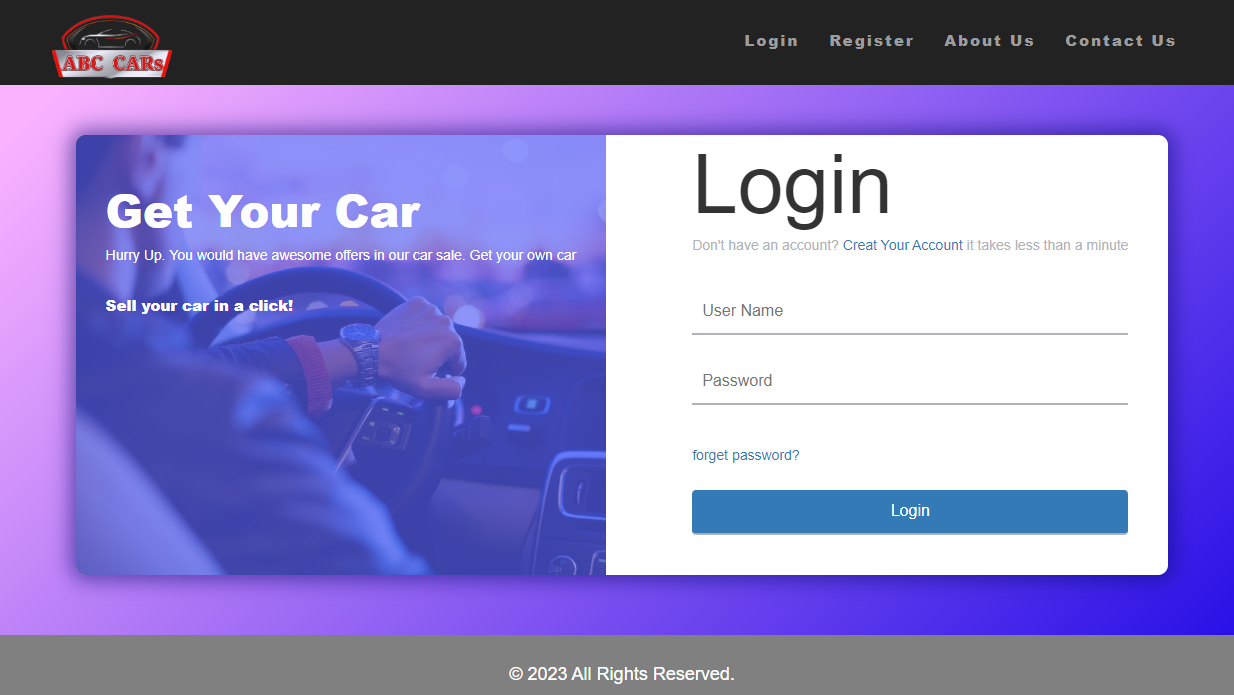 ABC CARs
Login
Register
About Us
Contact Us
Get Your Car
Hurry Up. You would have awesome offers in our car sale. Get your own car
Sell your car in a click!
Login
Don't have an account? Creat Your Account it takes less than a minute
User Name
Password
forget password?
Login
© 2023 All Rights Reserved.